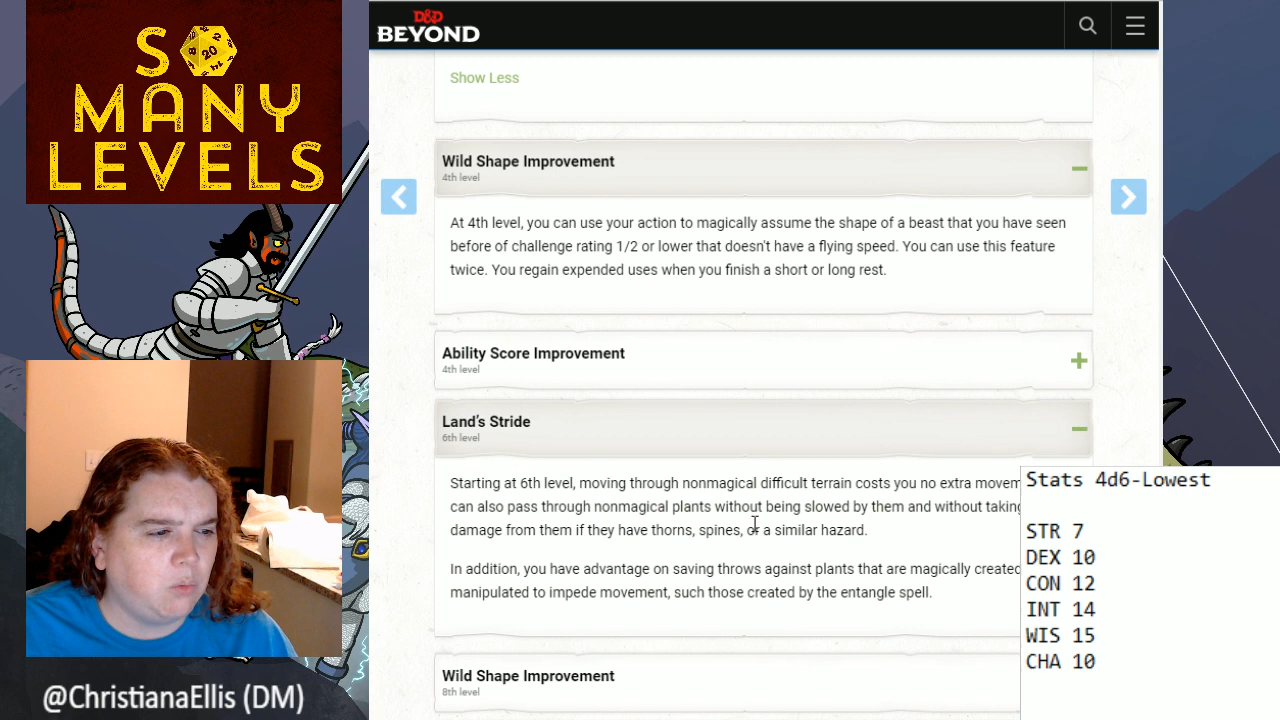 SO
MANY
LEVELS
D&D
BEYOND
Show Less
Wild Shape Improvement
4th level
At 4th level, you can use your action to magically assume the shape of a beast that you have seen
before of challenge rating 1/2 or lower that doesn't have a flying speed. You can use this feature
twice. You regain expended uses when you finish a short or long rest.
Ability Score Improvement
4th level
Land's Stride
6th level
Starting at 6th level, moving through nonmagical difficult terrain costs you no extra movem
can also pass through nonmagical plants without being slowed by them and without taking
damage from them if they have thorns, spines, or a similar hazard.
In addition, you have advantage on saving throws against plants that are magically created
manipulated to impede movement, such those created by the entangle spell.
Wild Shape Improvement
8th level
Stats 4d6-Lowest
STR 7
DEX 10
CON 12
INT 14
WIS 15
CHA 10
@ChristianaEllis (DM)